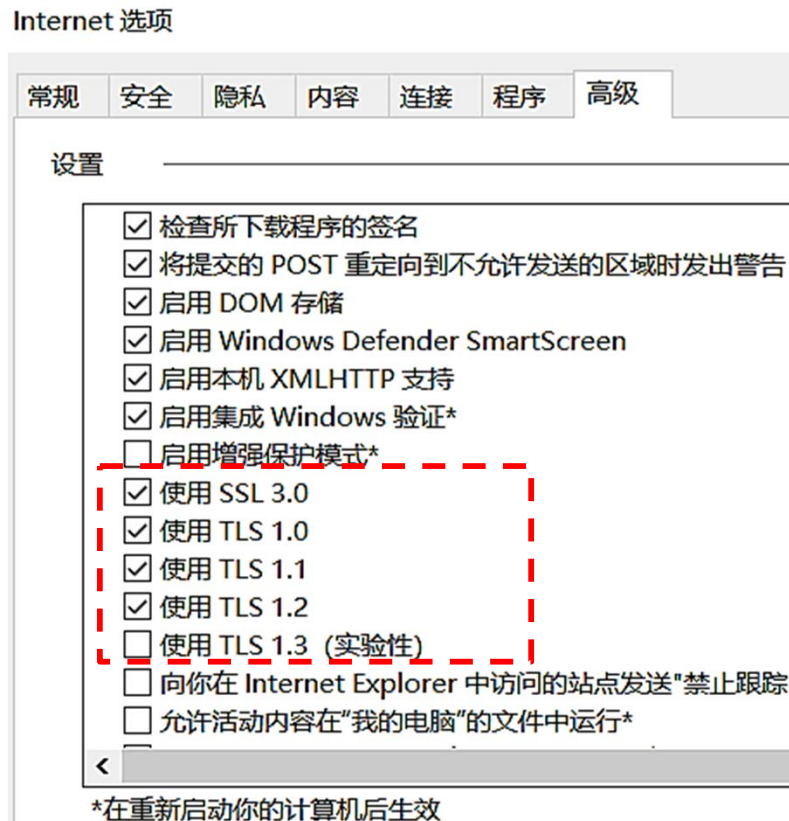 Internet 选项
常规 安全 隐私 内容 连接 程序 高级
设置
检查所下载程序的签名
将提交的 POST 重定向到不允许发送的区域时发出警告
启用 DOM 存储
启用 Windows Defender SmartScreen
启用本机 XMLHTTP 支持
启用集成 Windows 验证*
启用增强保护模式*
使用 SSL 3.0
使用 TLS 1.0
使用 TLS 1.1
使用 TLS 1.2
使用 TLS 1.3 (实验性)
向你在 Internet Explorer 中访问的站点发送"禁止跟踪
允许活动内容在“我的电脑”的文件中运行*
*在重新启动你的计算机后生效